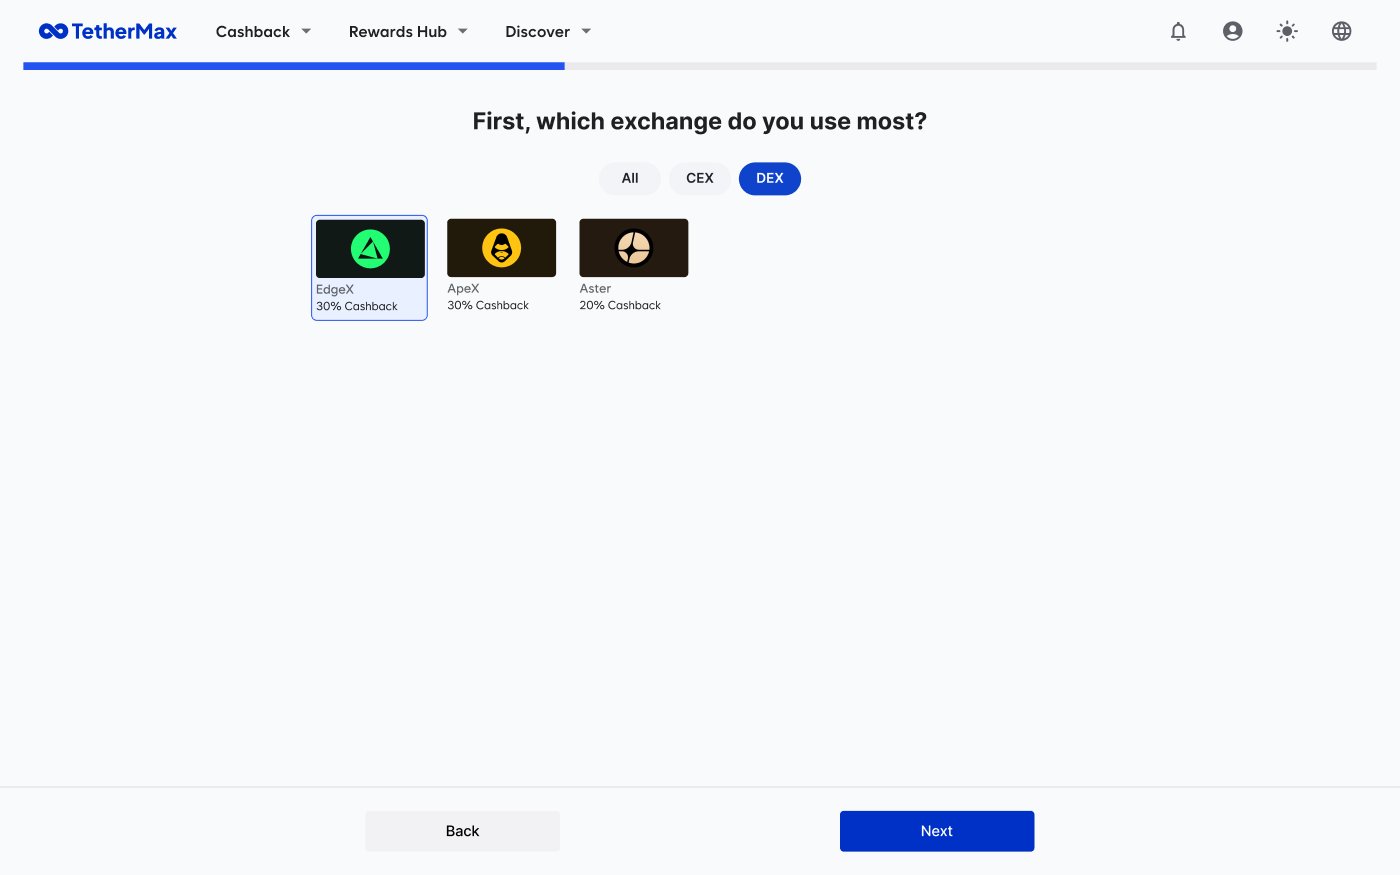 TetherMax
Cashback
Rewards Hub
Discover
First, which exchange do you use most?
All
CEX
DEX
EdgeX
30% Cashback
ApeX
30% Cashback
Aster
20% Cashback
Back
Next